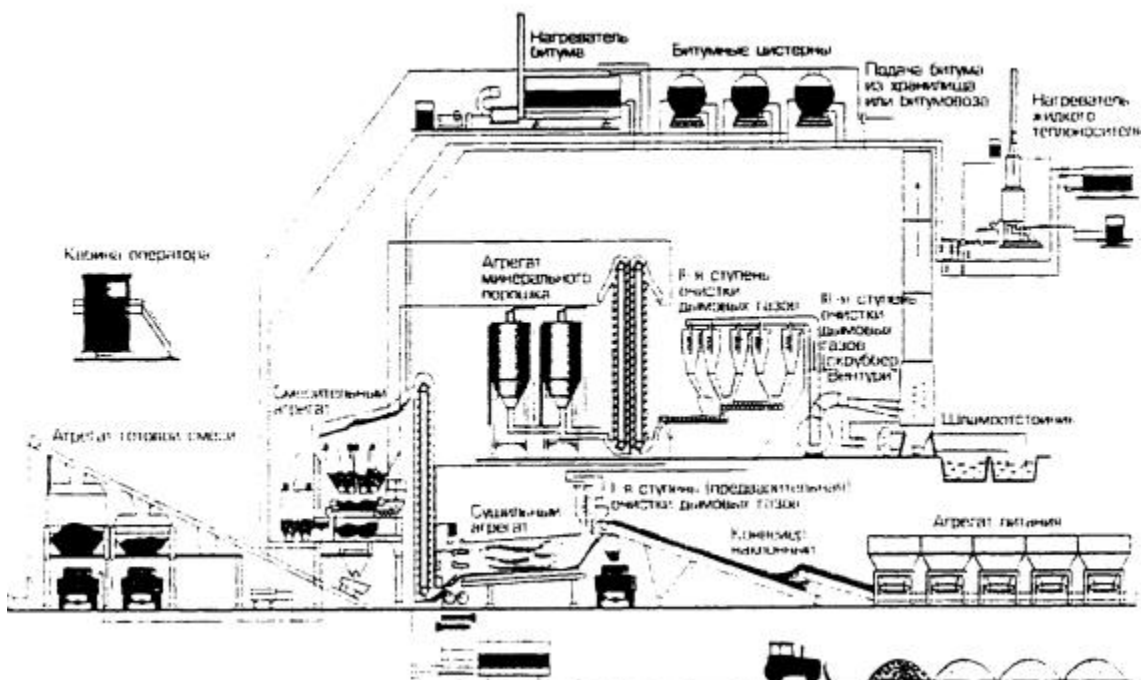 Нагреватель
битума
Битумные цистерны
Подача битума
из хранилища
или битумовоза
Нагреватель
жидкого
теплоносителя
Кабина оператора
Агрегат
минерального
порошка
II-я ступень
очистки
дымовых газов
III-я ступень
очистки
дымовых
газов
(скруббер
"Вентури"
Смесительный
агрегат
Агрегат готовой смеси
Шламоотстойник
I-я ступень (предварительная)
очистки дымовых газов
Сушильный
агрегат
Конвейер
наклонный
Агрегат питания